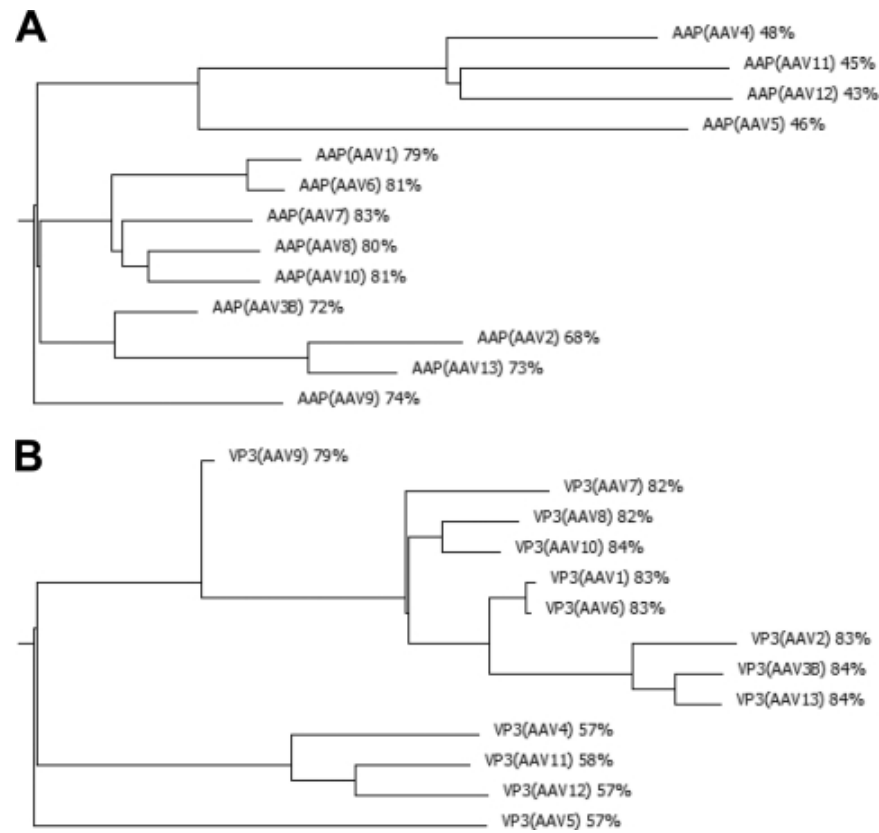 A
AAP(AAV4) 48%
AAP(AAV11) 45%
AAP(AAV12) 43%
AAP(AAV5) 46%
AAP(AAV1) 79%
AAP(AAV6) 81%
AAP(AAV7) 83%
AAP(AAV8) 80%
AAP(AAV10) 81%
AAP(AAV3B) 72%
AAP(AAV2) 68%
AAP(AAV13) 73%
AAP(AAV9) 74%
B
VP3(AAV9) 79%
VP3(AAV7) 82%
VP3(AAV8) 82%
VP3(AAV10) 84%
VP3(AAV1) 83%
VP3(AAV6) 83%
VP3(AAV2) 83%
VP3(AAV3B) 84%
VP3(AAV13) 84%
VP3(AAV4) 57%
VP3(AAV11) 58%
VP3(AAV12) 57%
VP3(AAV5) 57%